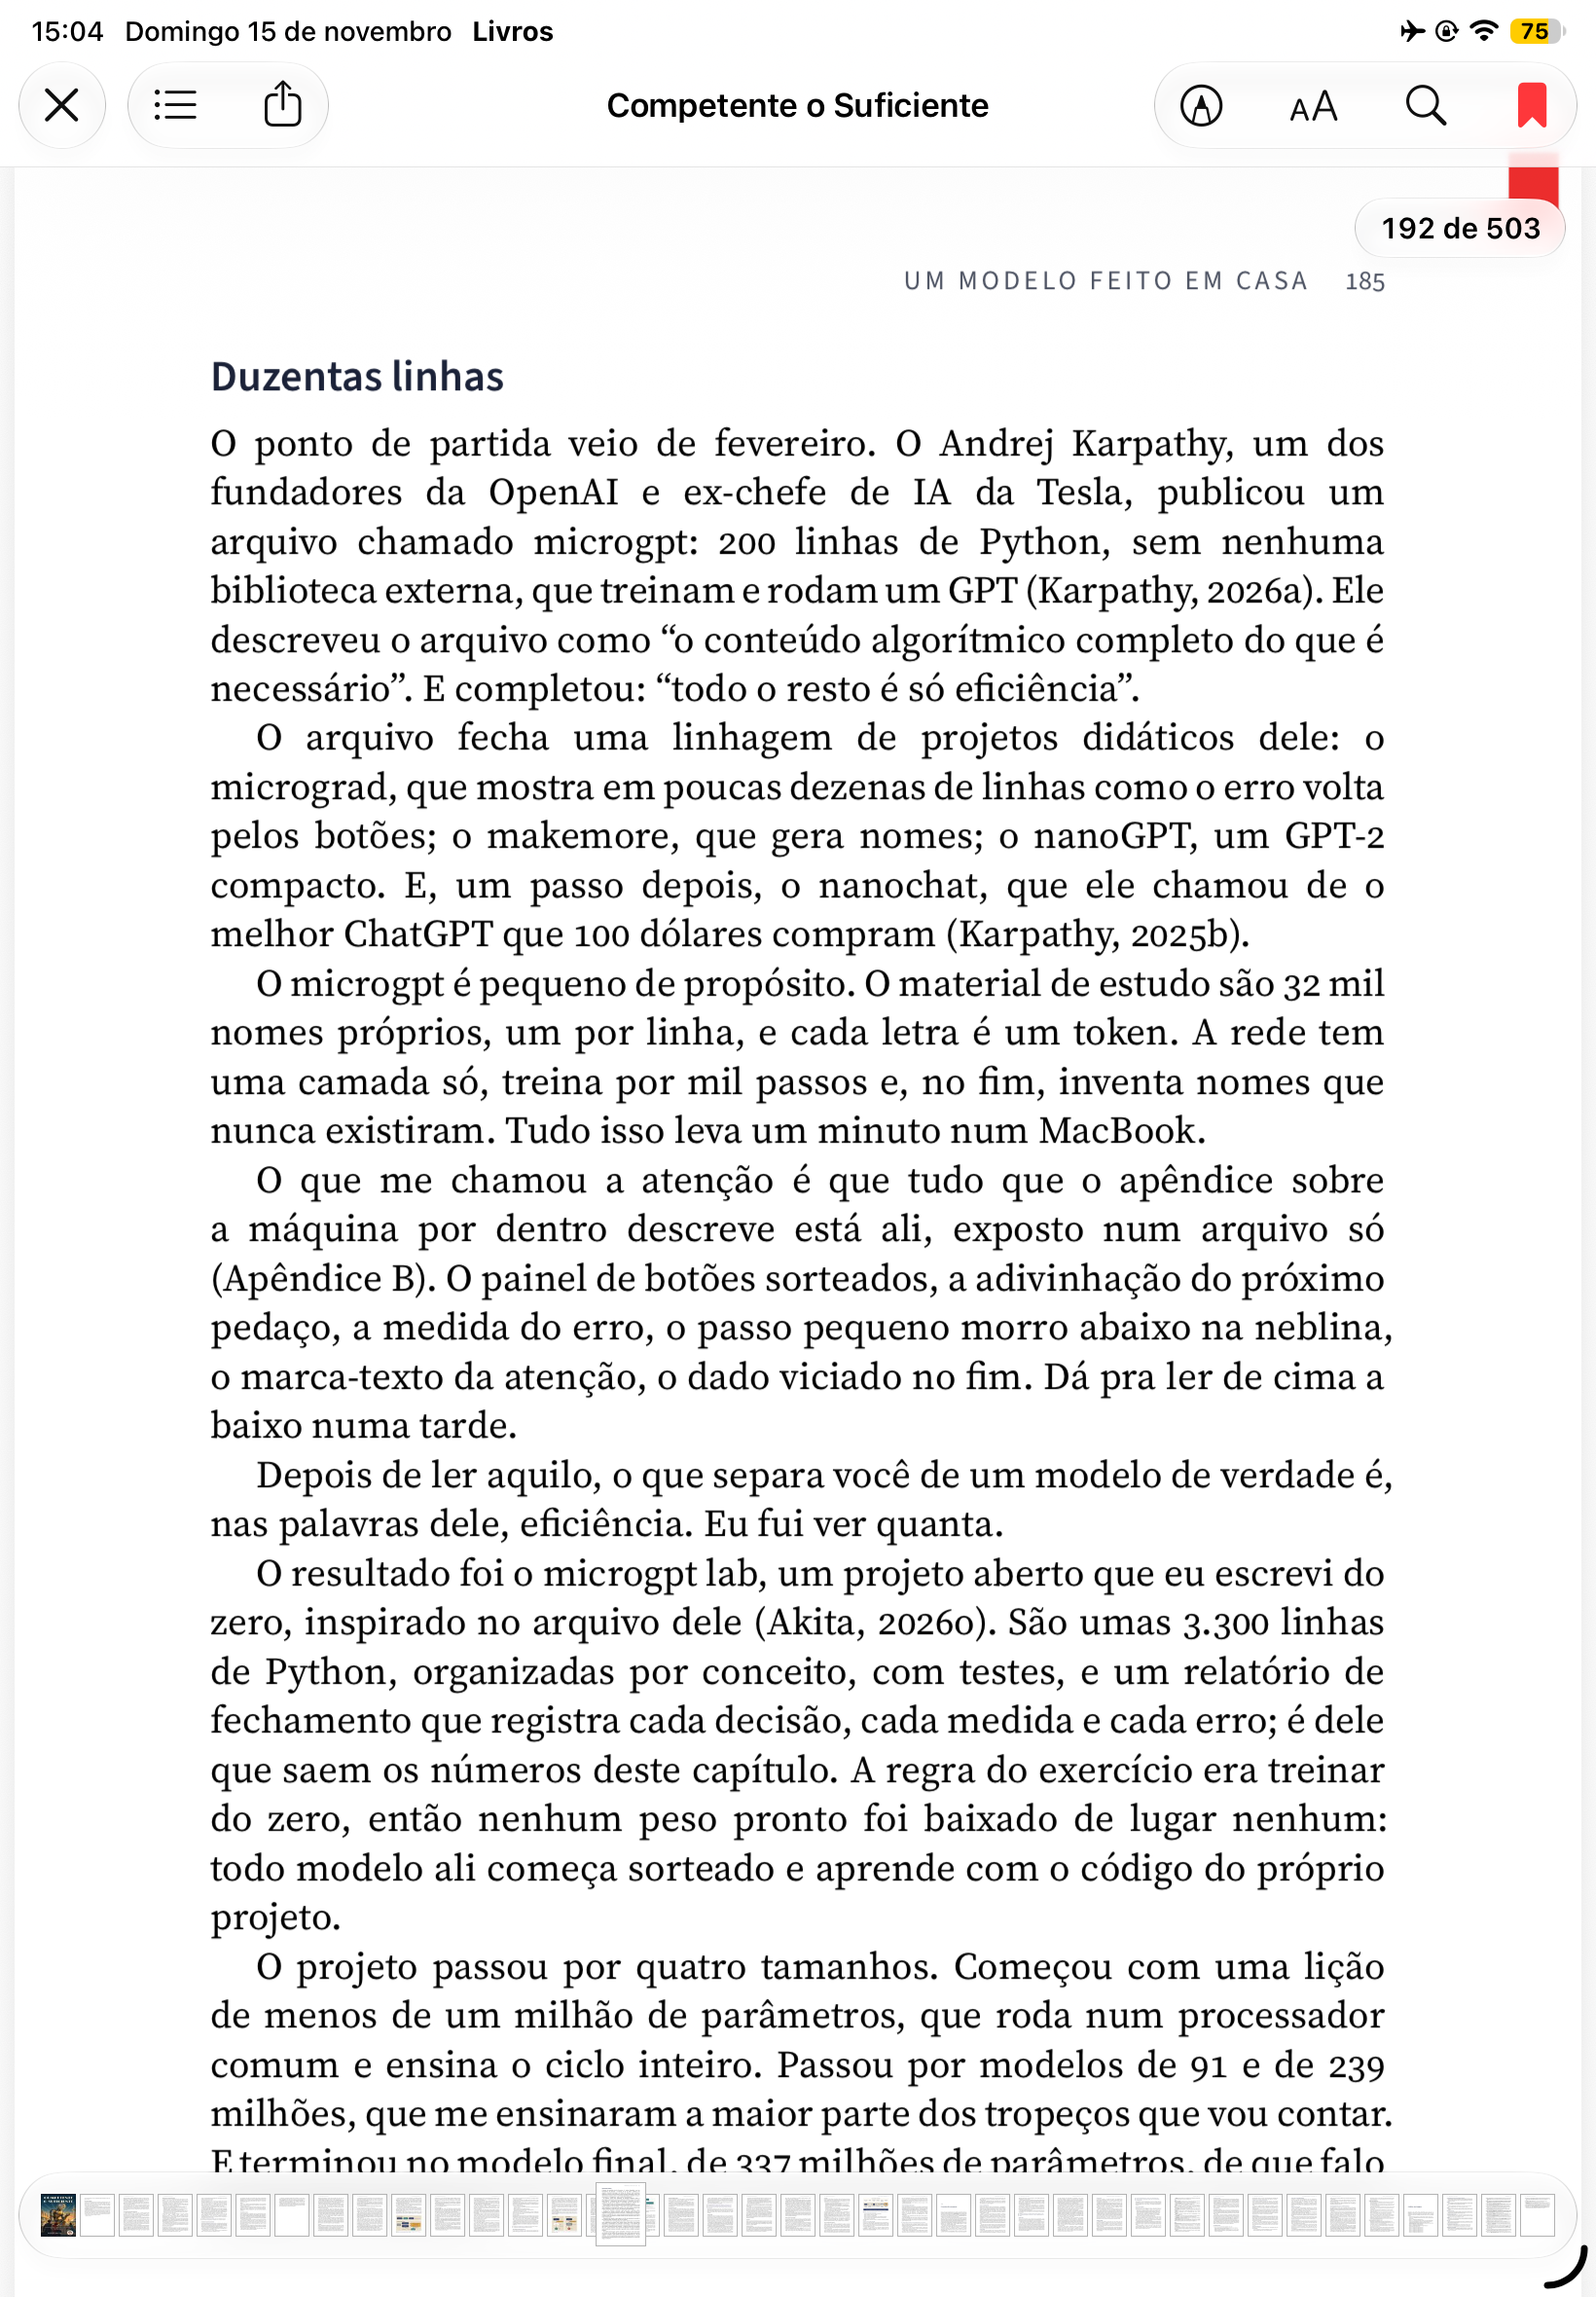 15:04 Domingo 15 de novembro Livros
75
Competente o Suficiente
AA
192 de 503
UM MODELO FEITO EM CASA 185
Duzentas linhas
O ponto de partida veio de fevereiro. O Andrej Karpathy, um dos
fundadores da OpenAI e ex-chefe de IA da Tesla, publicou um
arquivo chamado microgpt: 200 linhas de Python, sem nenhuma
biblioteca externa, que treinam e rodam um GPT (Karpathy, 2026a). Ele
descreveu o arquivo como “o conteúdo algorítmico completo do que é
necessário”. E completou: “todo o resto é só eficiência”.
O arquivo fecha uma linhagem de projetos didáticos dele: o
micrograd, que mostra em poucas dezenas de linhas como o erro volta
pelos botões; o makemore, que gera nomes; o nanoGPT, um GPT-2
compacto. E, um passo depois, o nanochat, que ele chamou de o
melhor ChatGPT que 100 dólares compram (Karpathy, 2025b).
O microgpt é pequeno de propósito. O material de estudo são 32 mil
nomes próprios, um por linha, e cada letra é um token. A rede tem
uma camada só, treina por mil passos e, no fim, inventa nomes que
nunca existiram. Tudo isso leva um minuto num MacBook.
O que me chamou a atenção é que tudo que o apêndice sobre
a máquina por dentro descreve está ali, exposto num arquivo só
(Apêndice B). O painel de botões sorteados, a adivinhação do próximo
pedaço, a medida do erro, o passo pequeno morro abaixo na neblina,
o marca-texto da atenção, o dado viciado no fim. Dá pra ler de cima a
baixo numa tarde.
Depois de ler aquilo, o que separa você de um modelo de verdade é,
nas palavras dele, eficiência. Eu fui ver quanta.
O resultado foi o microgpt lab, um projeto aberto que eu escrevi do
zero, inspirado no arquivo dele (Akita, 2026o). São umas 3.300 linhas
de Python, organizadas por conceito, com testes, e um relatório de
fechamento que registra cada decisão, cada medida e cada erro; é dele
que saem os números deste capítulo. A regra do exercício era treinar
do zero, então nenhum peso pronto foi baixado de lugar nenhum:
todo modelo ali começa sorteado e aprende com o código do próprio
projeto.
O projeto passou por quatro tamanhos. Começou com uma lição
de menos de um milhão de parâmetros, que roda num processador
comum e ensina o ciclo inteiro. Passou por modelos de 91 e de 239
milhões, que me ensinaram a maior parte dos tropeços que vou contar.
E terminou no modelo final, de 337 milhões de parâmetros, de que falo